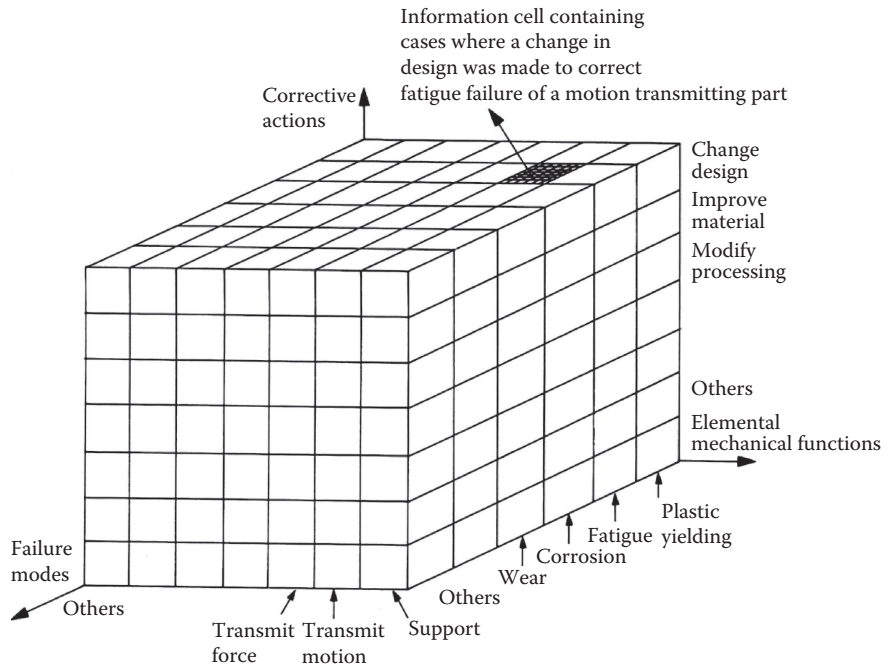 Information cell containing
cases where a change in
design was made to correct
fatigue failure of a motion transmitting part
Corrective
actions
Change
design
Improve
material
Modify
processing
Others
Elemental
mechanical functions
Plastic
yielding
Fatigue
Corrosion
Wear
Others
Failure
modes
Others
Transmit
force
Transmit
motion
Support